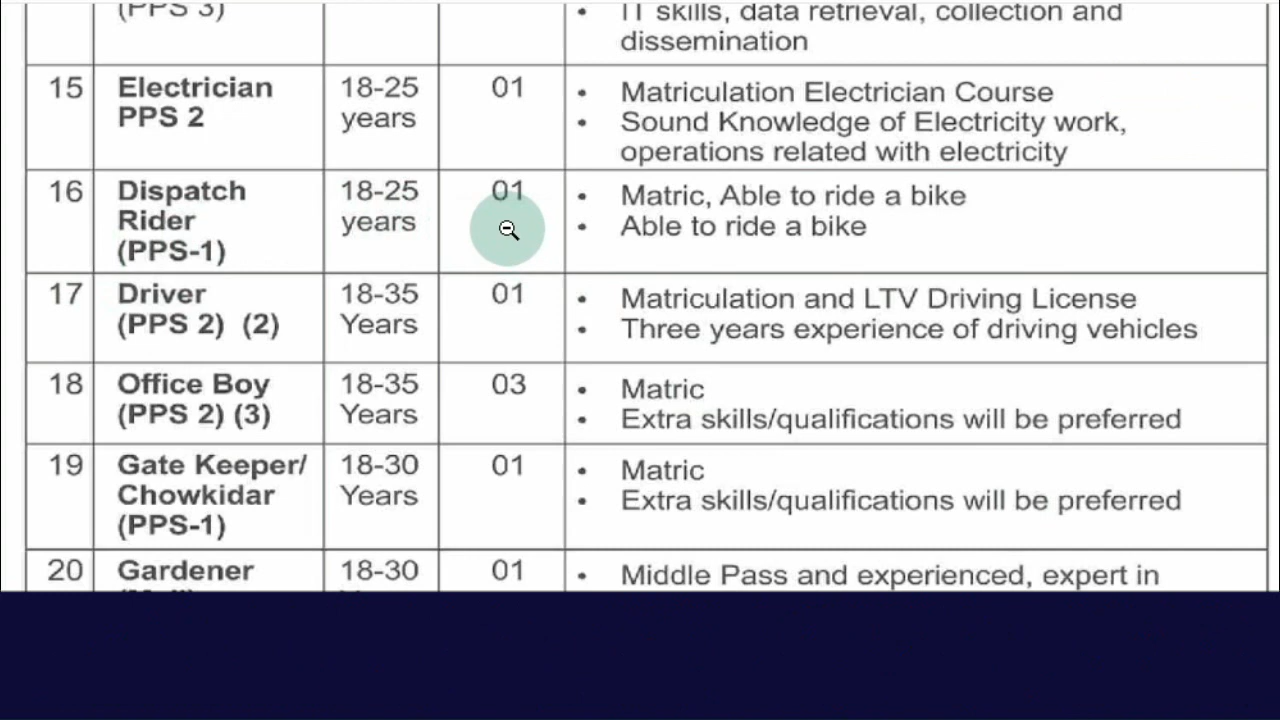 (PPS 3)
IT skills, data retrieval, collection and
dissemination
15 Electrician 18-25 01 • Matriculation Electrician Course
PPS 2 years • Sound Knowledge of Electricity work,
operations related with electricity
16 Dispatch 18-25 01 • Matric, Able to ride a bike
Rider years • Able to ride a bike
(PPS-1)
17 Driver 18-35 01 • Matriculation and LTV Driving License
(PPS 2) (2) Years • Three years experience of driving vehicles
18 Office Boy 18-35 03 • Matric
(PPS 2) (3) Years • Extra skills/qualifications will be preferred
19 Gate Keeper/ 18-30 01 • Matric
Chowkidar Years • Extra skills/qualifications will be preferred
(PPS-1)
20 Gardener 18-30 01 • Middle Pass and experienced, expert in